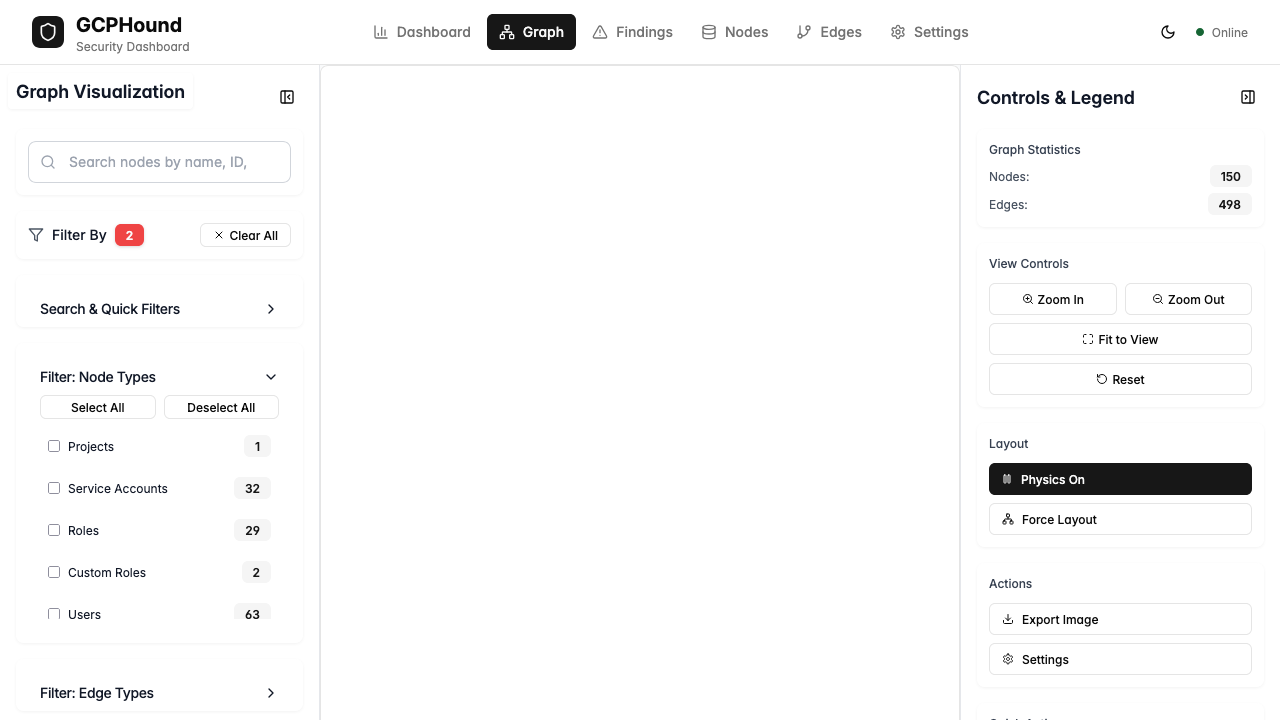 GCPHound
Security Dashboard
Dashboard
Graph
Findings
Nodes
Edges
Settings
Online
Graph Visualization
Search nodes by name, ID,
Filter By
2
Clear All
Search & Quick Filters
Filter: Node Types
Select All
Deselect All
Projects
1
Service Accounts
32
Roles
29
Custom Roles
2
Users
63
Filter: Edge Types
Controls & Legend
Graph Statistics
Nodes:
150
Edges:
498
View Controls
Zoom In
Zoom Out
Fit to View
Reset
Layout
Physics On
Force Layout
Actions
Export Image
Settings